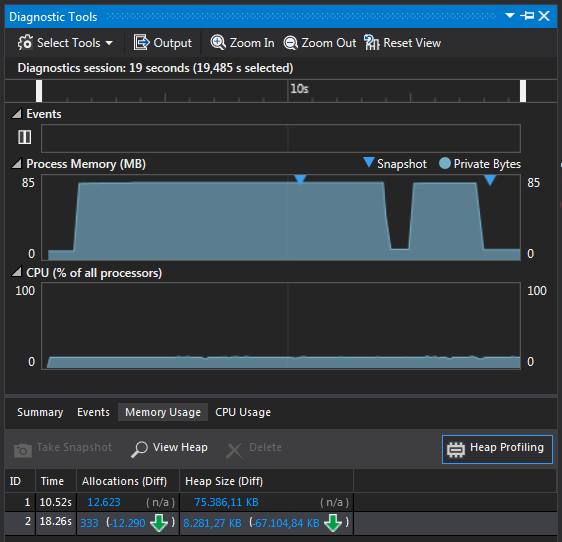 Diagnostic Tools
Select Tools Output Zoom In Zoom Out Reset View
Diagnostics session: 19 seconds (19,485 s selected)
10s
Events
Process Memory (MB) Snapshot Private Bytes
85 85
0 0
CPU (% of all processors)
100 100
0 0
Summary Events Memory Usage CPU Usage
Take Snapshot View Heap Delete Heap Profiling
ID Time Allocations (Diff) Heap Size (Diff)
1 10.52s 12.623 (n/a) 75.386,11 KB (n/a)
2 18.26s 333 (-12.290 ) 8.281,27 KB (-67.104,84 KB )